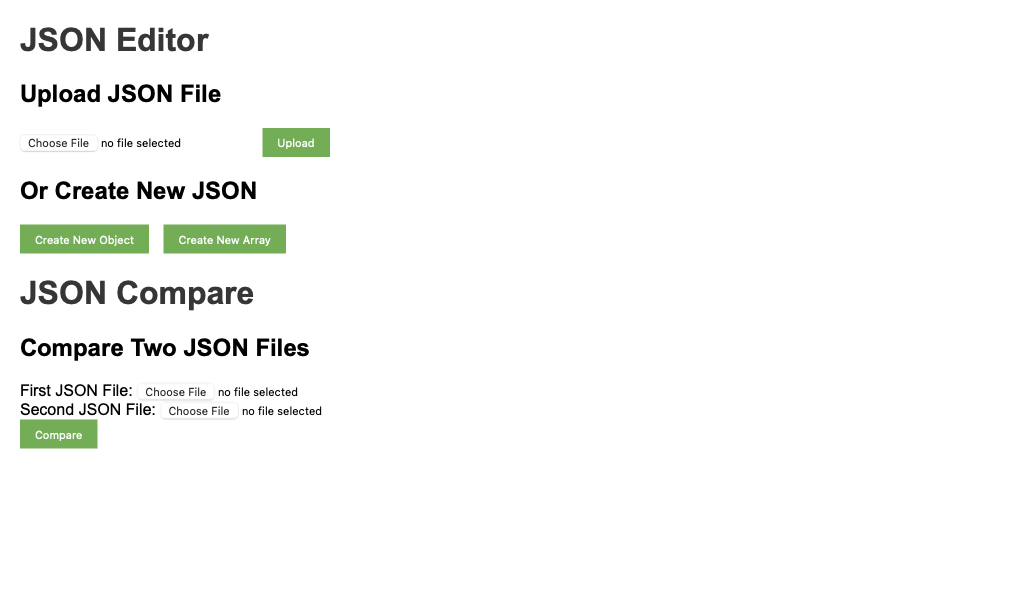 JSON Editor
Upload JSON File
Choose File no file selected Upload
Or Create New JSON
Create New Object Create New Array
JSON Compare
Compare Two JSON Files
First JSON File: Choose File no file selected
Second JSON File: Choose File no file selected
Compare